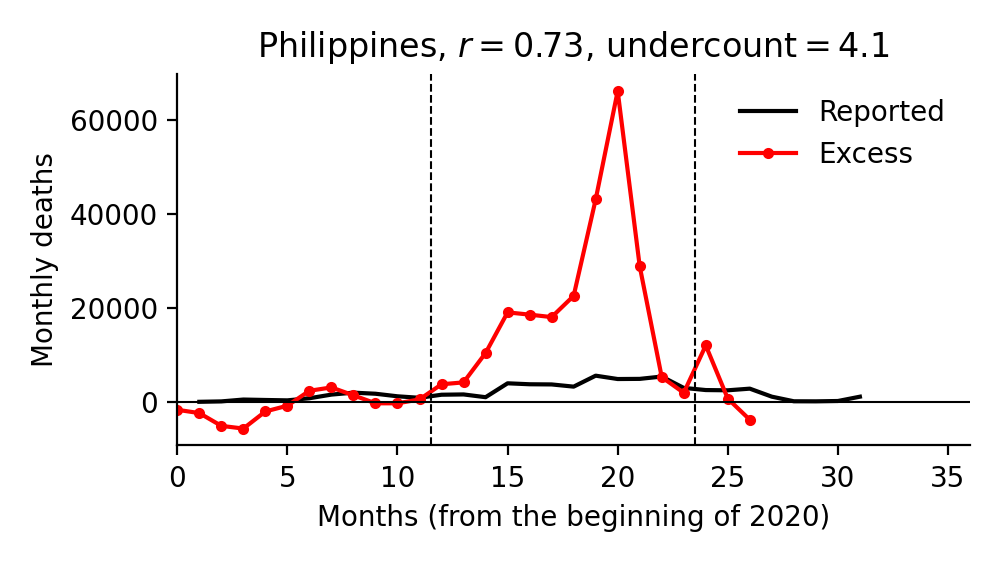 Philippines, r = 0.73, undercount = 4.1
Monthly deaths
60000
40000
20000
0
Reported
Excess
0 5 10 15 20 25 30 35
Months (from the beginning of 2020)